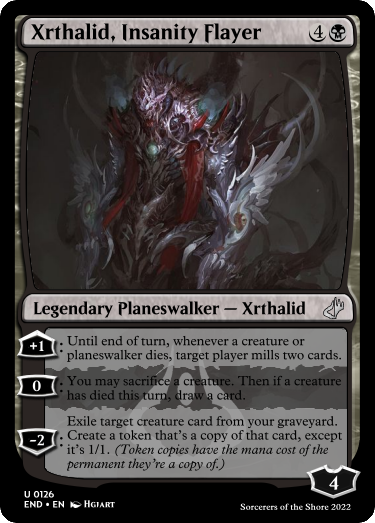 Xrthalid, Insanity Flayer 4
Legendary Planeswalker — Xrthalid
+1: Until end of turn, whenever a creature or
planeswalker dies, target player mills two cards.
0: You may sacrifice a creature. Then if a creature
has died this turn, draw a card.
Exile target creature card from your graveyard.
-2: Create a token that's a copy of that card, except
it's 1/1. (Token copies have the mana cost of the
permanent they're a copy of.)
4
U 0126
END • EN Hgjart
Sorcerers of the Shore 2022